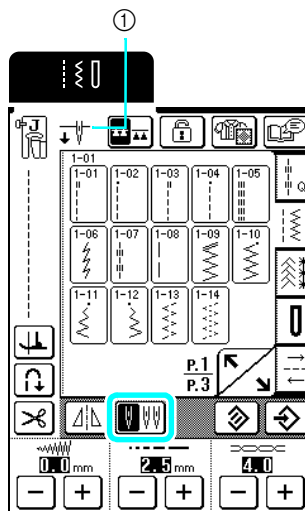 ①
J
1-01
1-01 1-02 1-03 1-04 1-05
Q
1-06 1-07 1-08 1-09 1-10
1-11 1-12 1-13 1-14
P.1
P.3
0.0 mm 2.5 mm 4.0
− + − + − +